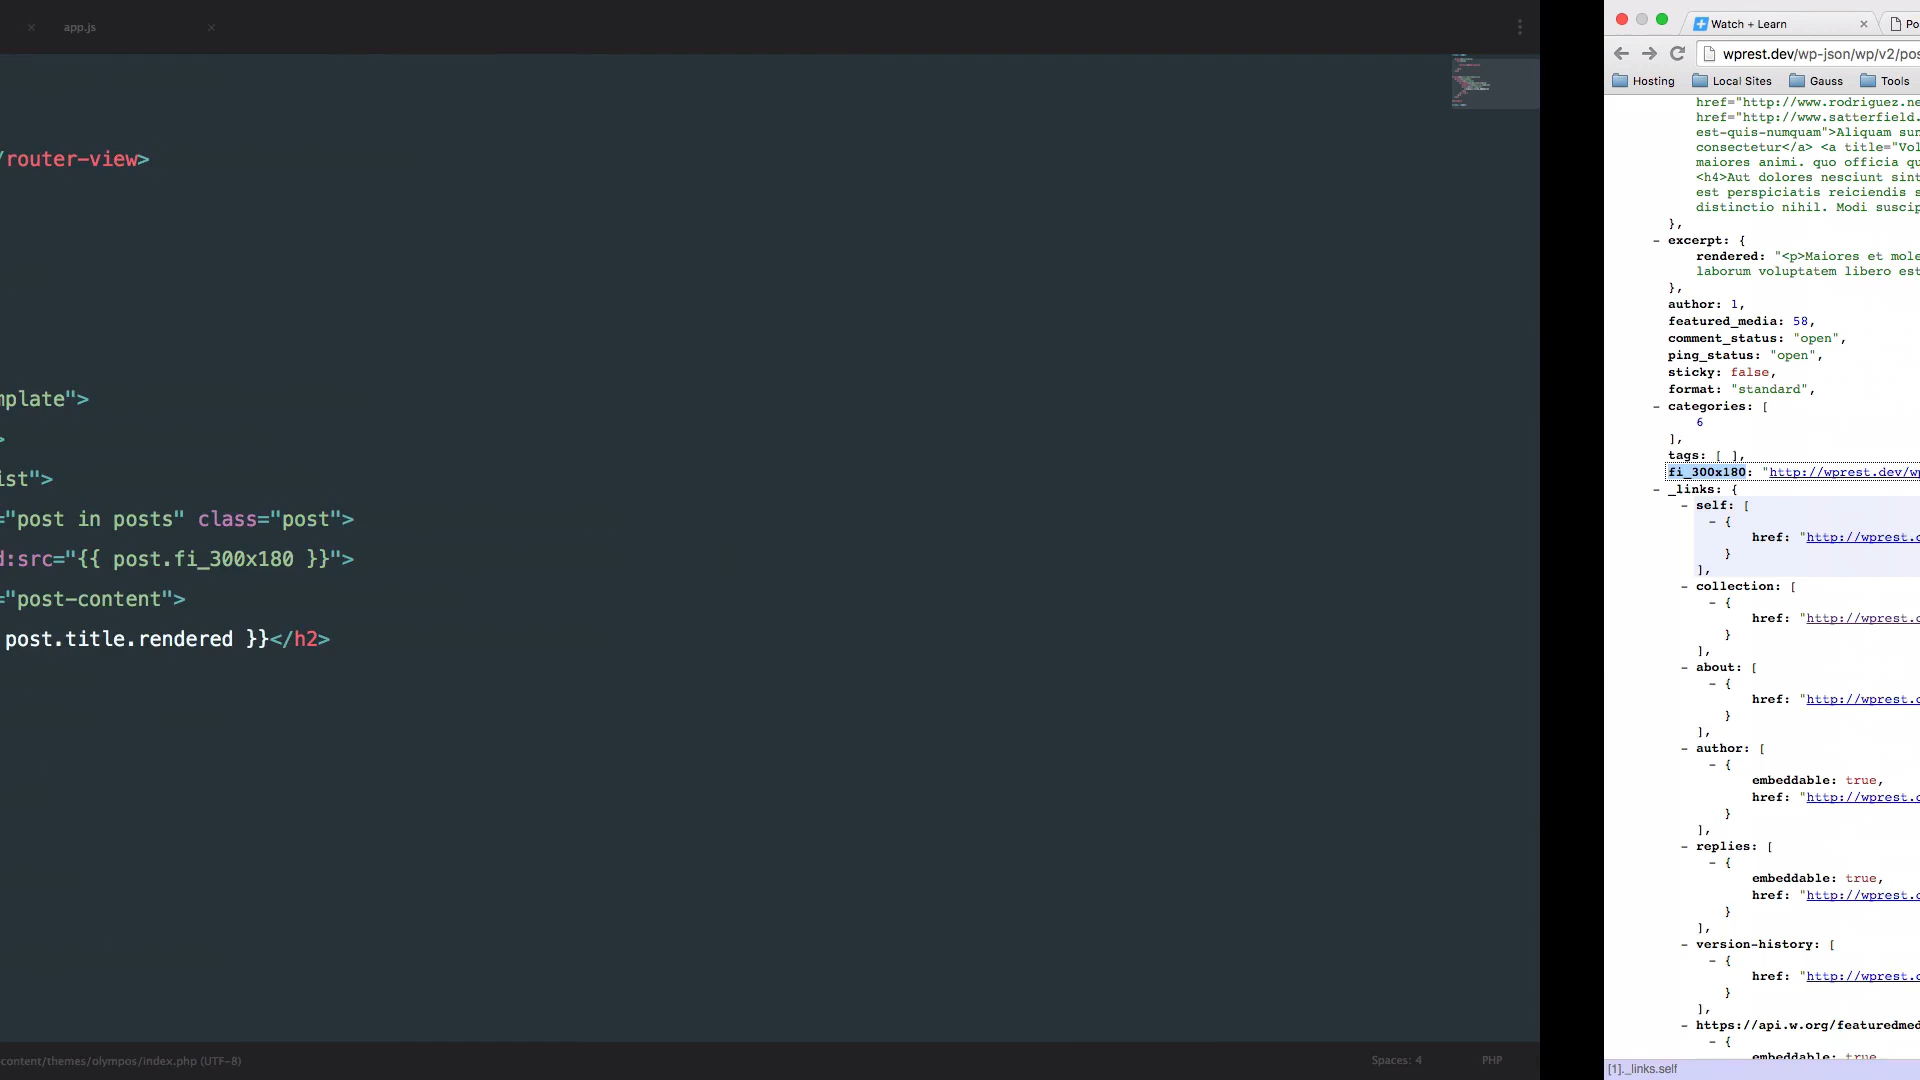 app.js
/router-view>
mplate">
>
ist">
="post in posts" class="post">
d:src="{{ post.fi_300x180 }}">
="post-content">
post.title.rendered }}</h2>
content/themes/olympos/index.php (UTF-8)
Spaces: 4
PHP
Watch + Learn
Po
wprest.dev/wp-json/wp/v2/pos
Hosting
Local Sites
Gauss
Tools
href="http://www.rodriguez.ne
href="http://www.satterfield.
est-quis-numquam">Aliquam sun
consectetur</a> <a title="Vol
maiores animi. quo officia qu
<h4>Aut dolores nesciunt sint
est perspiciatis reiciendis s
distinctio nihil. Modi suscip
},
- excerpt: {
rendered: "<p>Maiores et mole
laborum voluptatem libero est
},
author: 1,
featured_media: 58,
comment_status: "open",
ping_status: "open",
sticky: false,
format: "standard",
- categories: [
6
],
tags: [ ],
fi_300x180: "http://wprest.dev/wp
- _links: {
- self: [
- {
href: "http://wprest.d
}
],
- collection: [
- {
href: "http://wprest.d
}
],
- about: [
- {
href: "http://wprest.d
}
],
- author: [
- {
embeddable: true,
href: "http://wprest.d
}
],
- replies: [
- {
embeddable: true,
href: "http://wprest.d
}
],
- version-history: [
- {
href: "http://wprest.d
}
],
- https://api.w.org/featuredmed
- {
embeddable: true
[1]._links.self